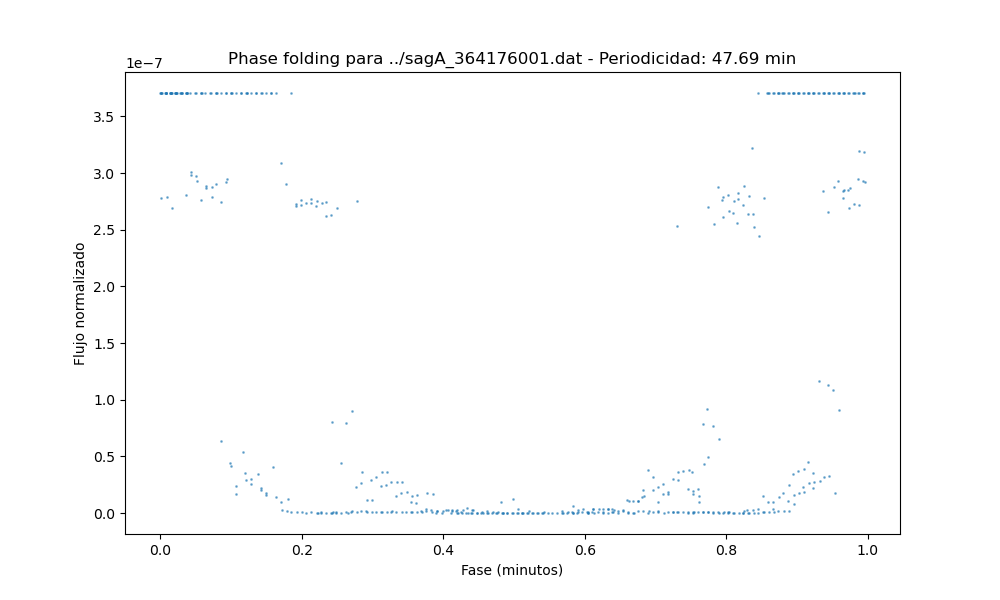 Phase folding para ../sagA_364176001.dat - Periodicidad: 47.69 min
1e−7
3.5
3.0
2.5
2.0
1.5
1.0
0.5
0.0
Flujo normalizado
0.0 0.2 0.4 0.6 0.8 1.0
Fase (minutos)